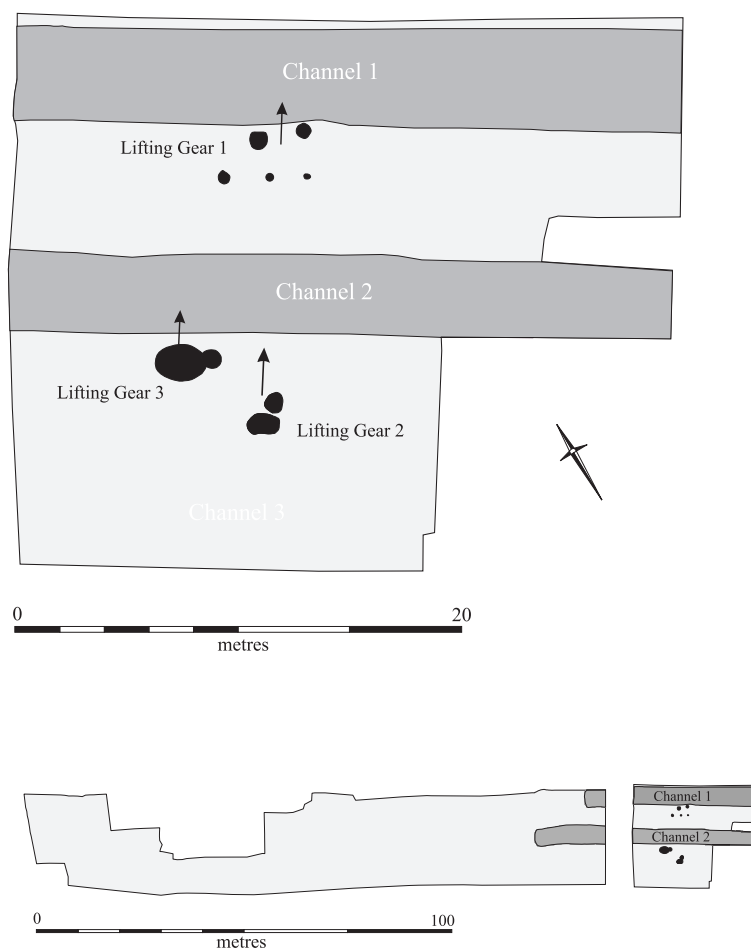 Channel 1
Lifting Gear 1
Channel 2
Lifting Gear 3
Lifting Gear 2
Channel 3
0 20
metres
Channel 1
Channel 2
0 100
metres